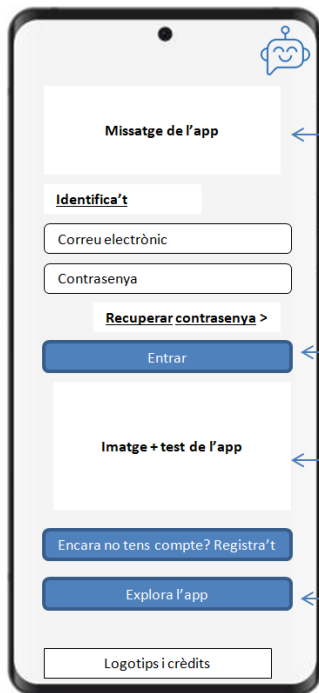 Missatge de l'app
Identifica't
Correu electrònic
Contrasenya
Recuperar contrasenya >
Entrar
Imatge + test de l'app
Encara no tens compte? Registra't
Explora l'app
Logotips i crèdits